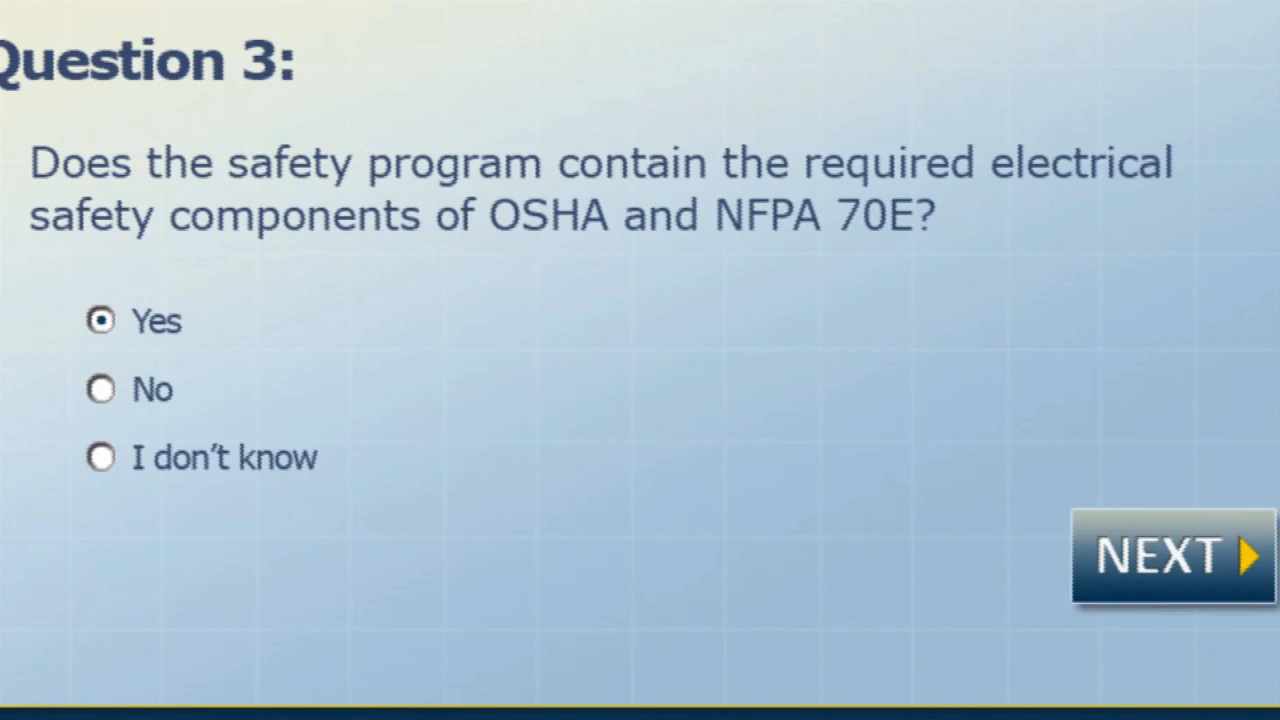 Question 3:
Does the safety program contain the required electrical
safety components of OSHA and NFPA 70E?
Yes
No
I don’t know
NEXT